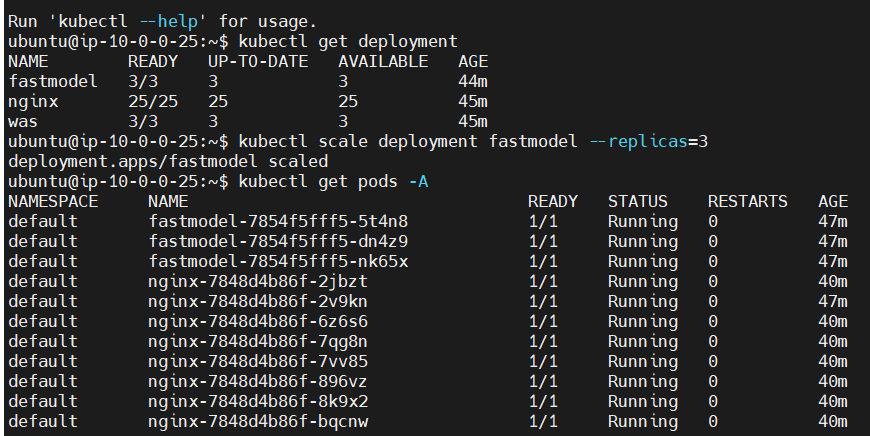 Run 'kubectl --help' for usage.
ubuntu@ip-10-0-0-25:~$ kubectl get deployment
NAME        READY   UP-TO-DATE   AVAILABLE   AGE
fastmodel   3/3     3            3           44m
nginx       25/25   25           25          45m
was         3/3     3            3           45m
ubuntu@ip-10-0-0-25:~$ kubectl scale deployment fastmodel --replicas=3
deployment.apps/fastmodel scaled
ubuntu@ip-10-0-0-25:~$ kubectl get pods -A
NAMESPACE     NAME                                  READY   STATUS    RESTARTS   AGE
default       fastmodel-7854f5fff5-5t4n8            1/1     Running   0          47m
default       fastmodel-7854f5fff5-dn4z9            1/1     Running   0          47m
default       fastmodel-7854f5fff5-nk65x            1/1     Running   0          47m
default       nginx-7848d4b86f-2jbzt                1/1     Running   0          40m
default       nginx-7848d4b86f-2v9kn                1/1     Running   0          47m
default       nginx-7848d4b86f-6z6s6                1/1     Running   0          40m
default       nginx-7848d4b86f-7qg8n                1/1     Running   0          40m
default       nginx-7848d4b86f-7vv85                1/1     Running   0          40m
default       nginx-7848d4b86f-896vz                1/1     Running   0          40m
default       nginx-7848d4b86f-8k9x2                1/1     Running   0          40m
default       nginx-7848d4b86f-bqcnw                1/1     Running   0          40m